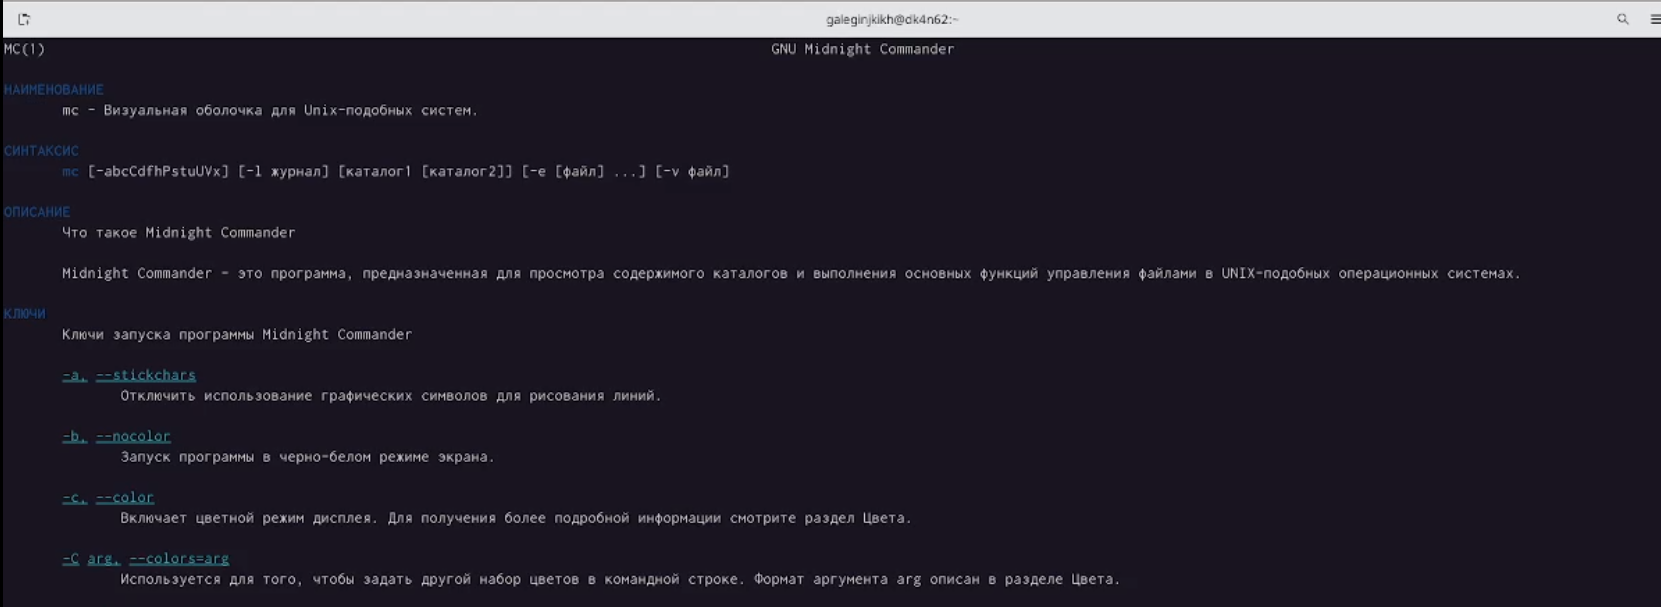 galeginjkikh@dk4n62:~
MC(1) GNU Midnight Commander
НАИМЕНОВАНИЕ
mc - Визуальная оболочка для Unix-подобных систем.
СИНТАКСИС
mc [-abcCdfhPstuUVx] [-l журнал] [каталог1 [каталог2]] [-e [файл] ...] [-v файл]
ОПИСАНИЕ
Что такое Midnight Commander
Midnight Commander - это программа, предназначенная для просмотра содержимого каталогов и выполнения основных функций управления файлами в UNIX-подобных операционных системах.
КЛЮЧИ
Ключи запуска программы Midnight Commander
-a, --stickchars
Отключить использование графических символов для рисования линий.
-b, --nocolor
Запуск программы в черно-белом режиме экрана.
-c, --color
Включает цветной режим дисплея. Для получения более подробной информации смотрите раздел Цвета.
-C arg, --colors=arg
Используется для того, чтобы задать другой набор цветов в командной строке. Формат аргумента arg описан в разделе Цвета.